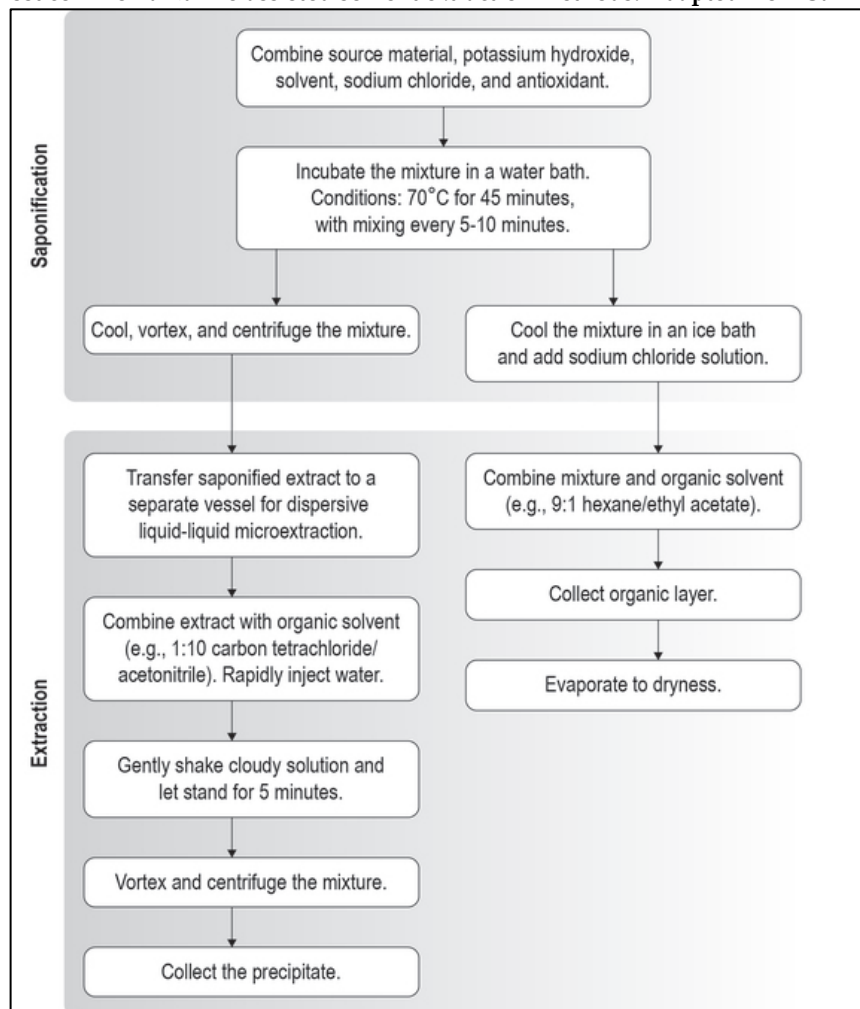 Combine source material, potassium hydroxide,
solvent, sodium chloride, and antioxidant.
Incubate the mixture in a water bath.
Conditions: 70°C for 45 minutes,
with mixing every 5-10 minutes.
Saponification
Cool, vortex, and centrifuge the mixture.
Cool the mixture in an ice bath
and add sodium chloride solution.
Transfer saponified extract to a
separate vessel for dispersive
liquid-liquid microextraction.
Combine extract with organic solvent
(e.g., 1:10 carbon tetrachloride/
acetonitrile). Rapidly inject water.
Gently shake cloudy solution and
let stand for 5 minutes.
Vortex and centrifuge the mixture.
Collect the precipitate.
Combine mixture and organic solvent
(e.g., 9:1 hexane/ethyl acetate).
Collect organic layer.
Evaporate to dryness.
Extraction